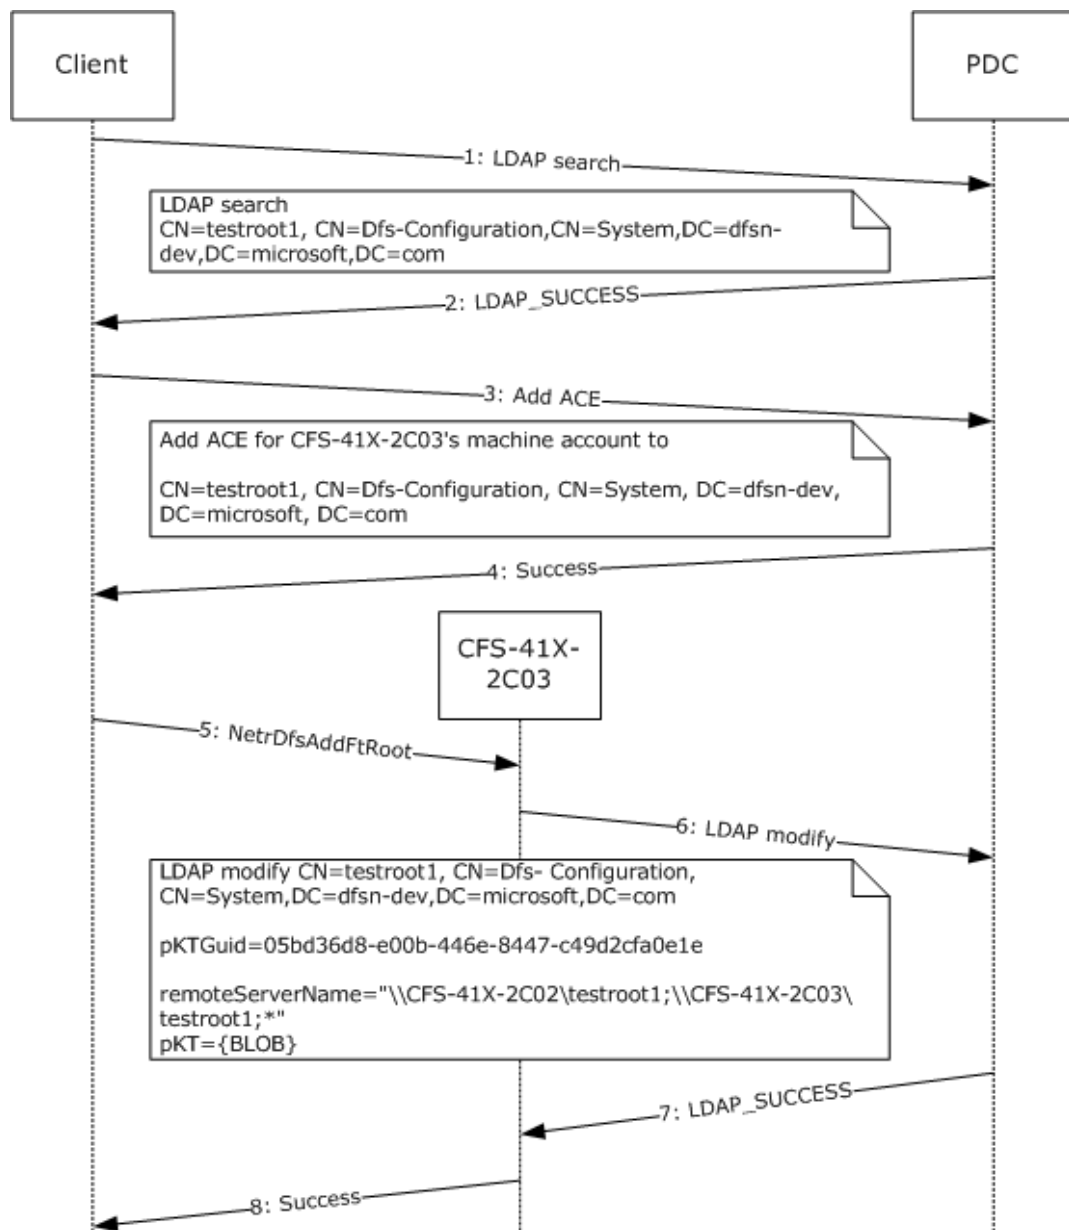 Client
PDC
1: LDAP search
LDAP search
CN=testroot1, CN=Dfs-Configuration,CN=System,DC=dfsn-
dev,DC=microsoft,DC=com
2: LDAP_SUCCESS
3: Add ACE
Add ACE for CFS-41X-2C03's machine account to
CN=testroot1, CN=Dfs-Configuration, CN=System, DC=dfsn-dev,
DC=microsoft, DC=com
4: Success
CFS-41X-
2C03
5: NetrDfsAddFtRoot
6: LDAP modify
LDAP modify CN=testroot1, CN=Dfs- Configuration,
CN=System,DC=dfsn-dev,DC=microsoft,DC=com
pKTGuid=05bd36d8-e00b-446e-8447-c49d2cfa0e1e
remoteServerName="\\CFS-41X-2C02\testroot1;\\CFS-41X-2C03\
testroot1;*"
pKT={BLOB}
7: LDAP_SUCCESS
8: Success